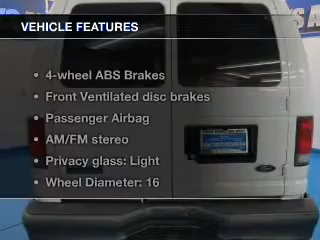 VEHICLE FEATURES
• 4-wheel ABS Brakes
• Front Ventilated disc brakes
• Passenger Airbag
• AM/FM stereo
• Privacy glass: Light
• Wheel Diameter: 16